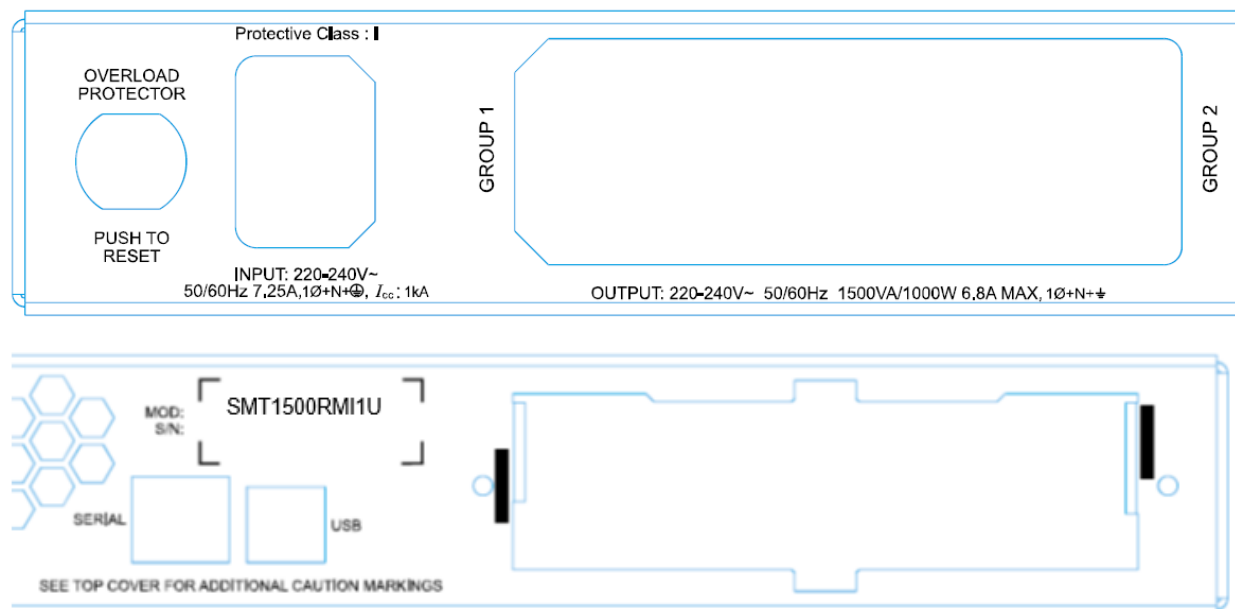 Protective Class : I
OVERLOAD
PROTECTOR
PUSH TO
RESET
INPUT: 220-240V~
50/60Hz 7.25A,1Ø+N+⏚, Icc: 1kA
GROUP 1
GROUP 2
OUTPUT: 220-240V~ 50/60Hz 1500VA/1000W 6.8A MAX, 1Ø+N+⏚
MOD:
S/N:
SMT1500RMI1U
SERIAL
USB
SEE TOP COVER FOR ADDITIONAL CAUTION MARKINGS